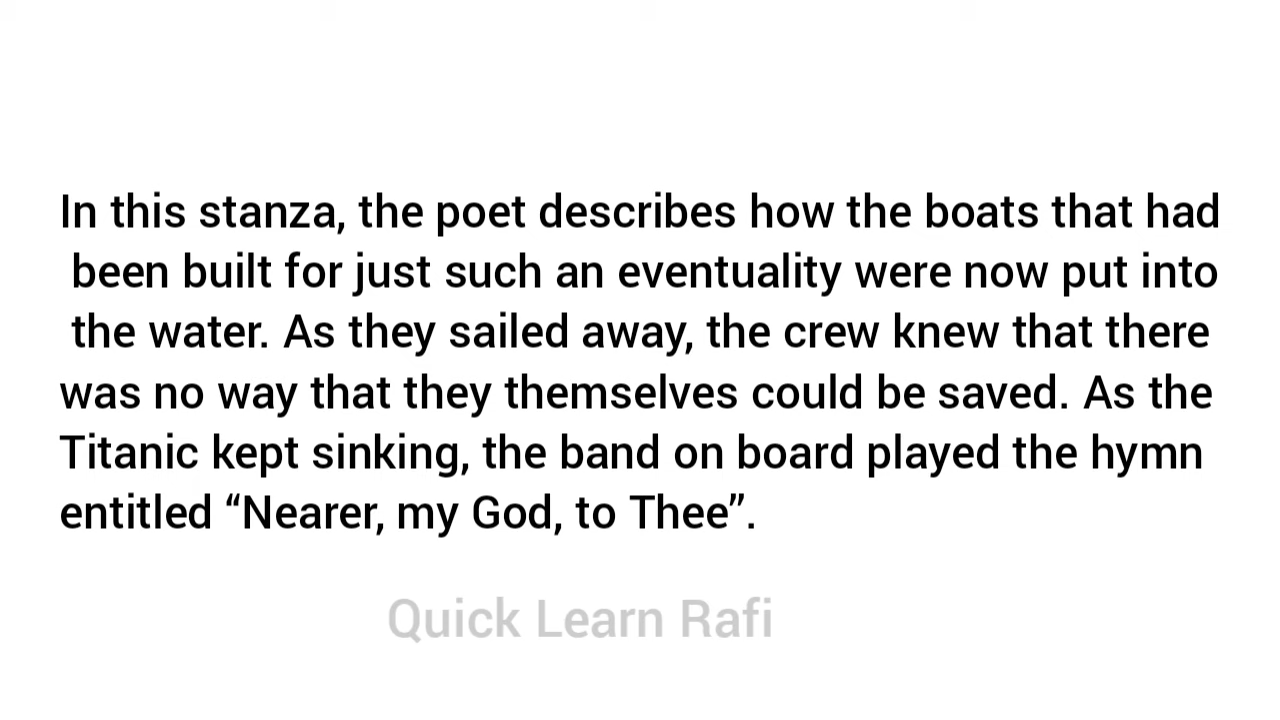 In this stanza, the poet describes how the boats that had
been built for just such an eventuality were now put into
the water. As they sailed away, the crew knew that there
was no way that they themselves could be saved. As the
Titanic kept sinking, the band on board played the hymn
entitled “Nearer, my God, to Thee”.
Quick Learn Rafi